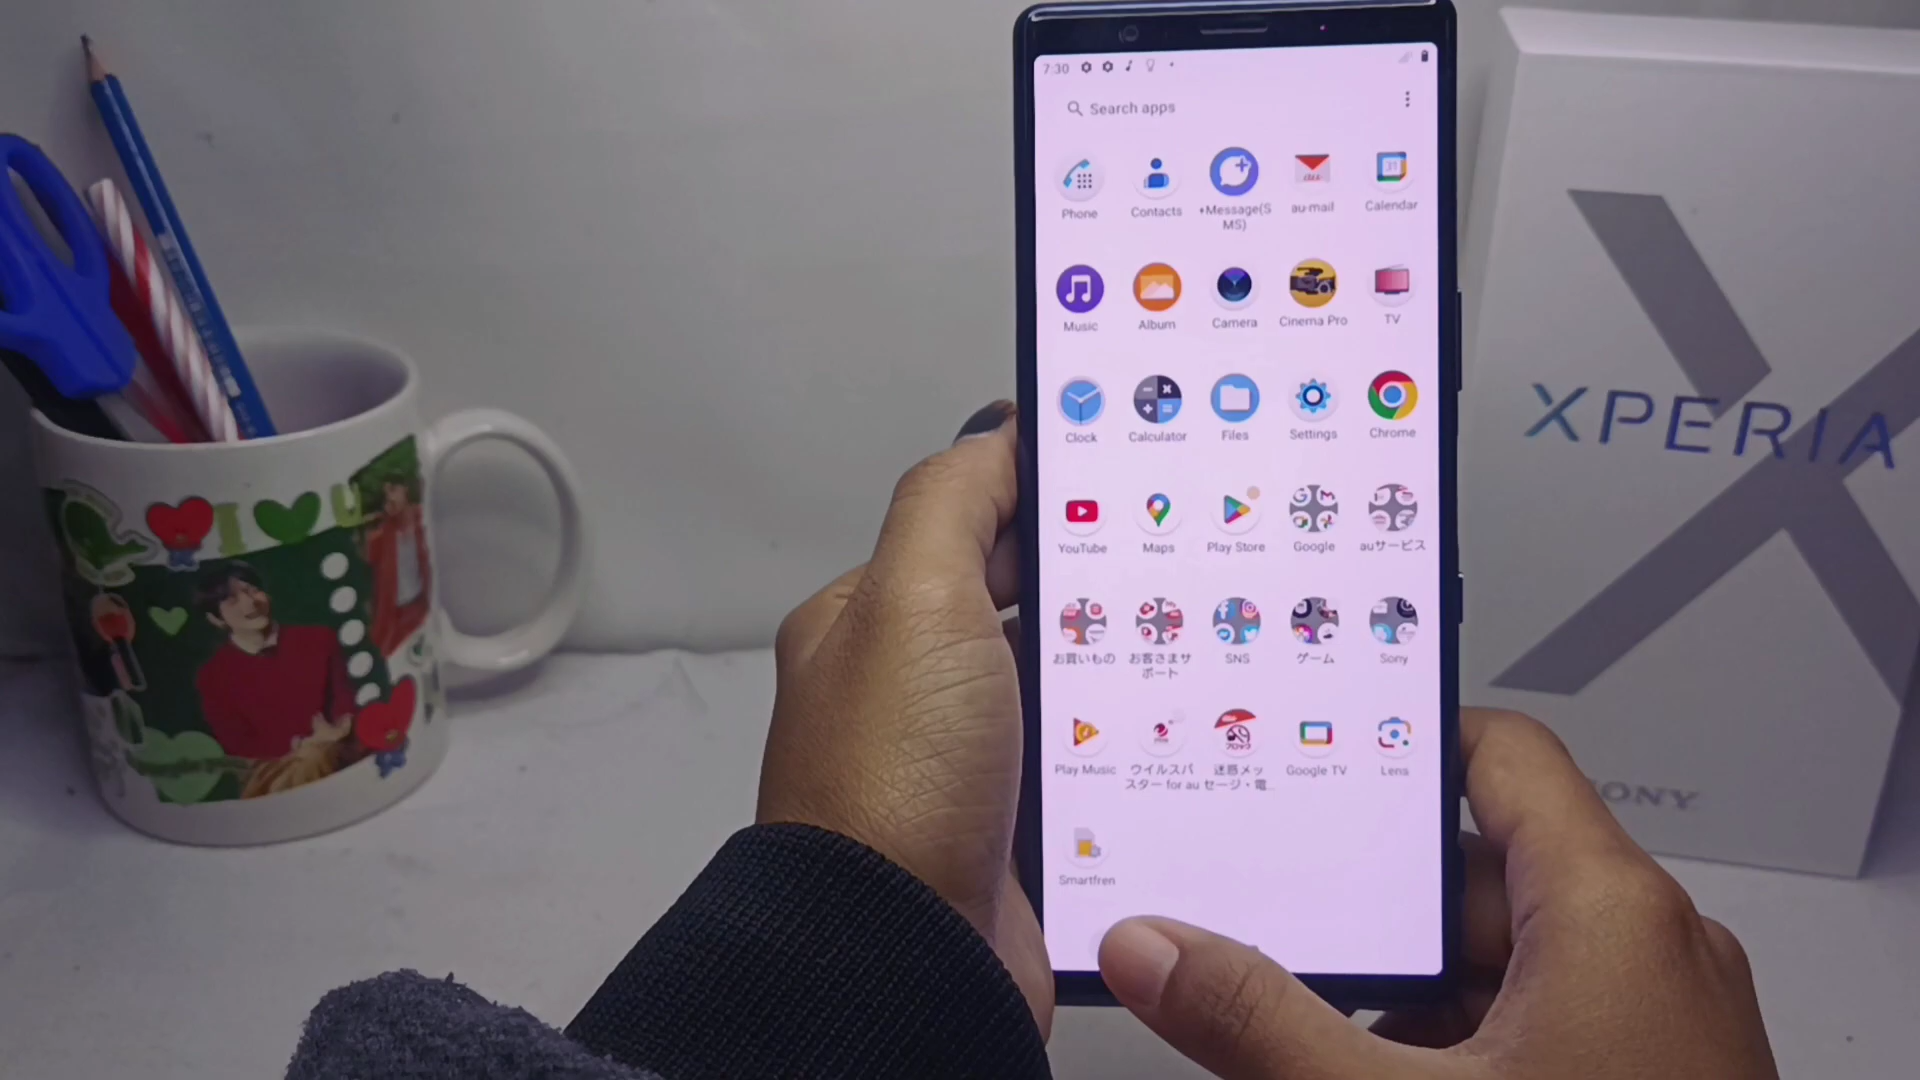 I U
7:30
Search apps
Phone
Contacts
+Message(S
MS)
au mail
Calendar
Music
Album
Camera
Cinema Pro
TV
Clock
Calculator
Files
Settings
Chrome
YouTube
Maps
Play Store
Google
auサービス
お買いもの
お客さまサ
ポート
SNS
ゲーム
Sony
Play Music
ウイルスバ
スター for au
迷惑メッ
セージ・電...
Google TV
Lens
Smartfren
XPERIA
SONY